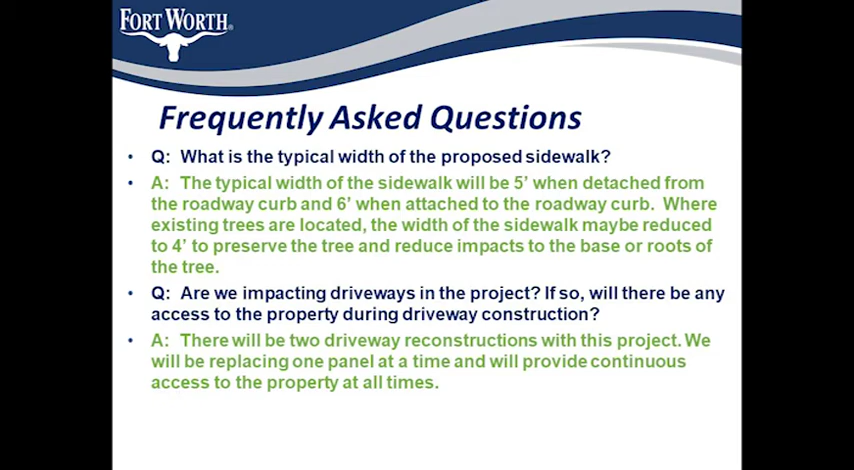 FORT WORTH®
Frequently Asked Questions
• Q: What is the typical width of the proposed sidewalk?
• A: The typical width of the sidewalk will be 5’ when detached from
the roadway curb and 6’ when attached to the roadway curb. Where
existing trees are located, the width of the sidewalk maybe reduced
to 4’ to preserve the tree and reduce impacts to the base or roots of
the tree.
• Q: Are we impacting driveways in the project? If so, will there be any
access to the property during driveway construction?
• A: There will be two driveway reconstructions with this project. We
will be replacing one panel at a time and will provide continuous
access to the property at all times.